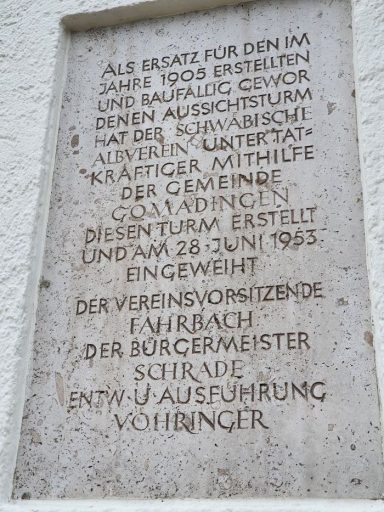 ALS ERSATZ FÜR DEN IM
JAHRE 1905 ERSTELLTEN
UND BAUFÄLLIG GEWOR
DENEN AUSSICHTSTURM
HAT DER SCHWÄBISCHE
ALBVEREIN UNTER TAT=
KRÄFTIGER MITHILFE
DER GEMEINDE
GOMADINGEN
DIESEN TURM ERSTELLT
UND AM 28. JUNI 1953
EINGEWEIHT
DER VEREINSVORSITZENDE
FAHRBACH
DER BÜRGERMEISTER
SCHRADE
ENTW. U. AUSFÜHRUNG
VÖHRINGER